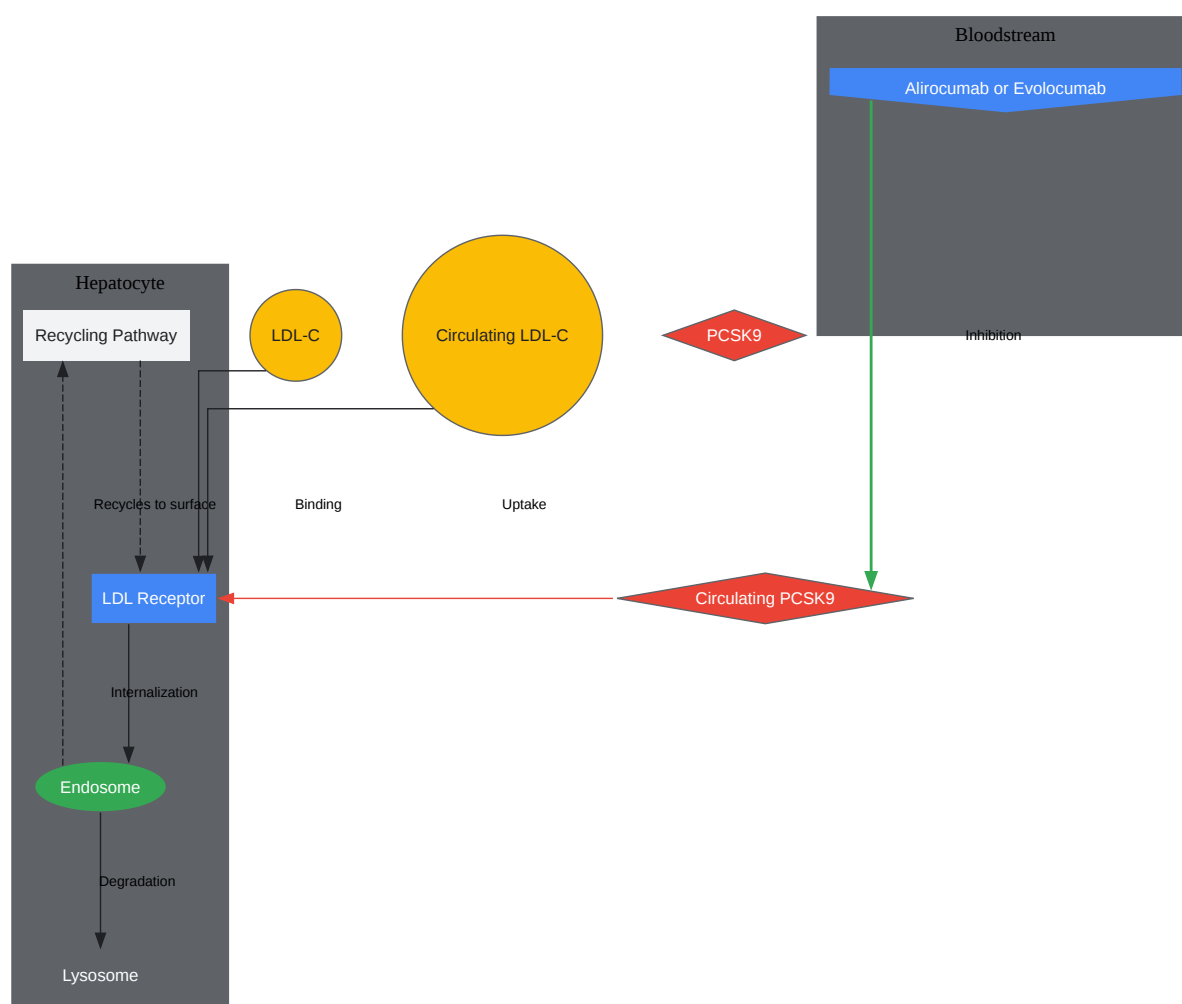 Bloodstream
Alirocumab or Evolocumab
Hepatocyte
Recycling Pathway
LDL-C
Circulating LDL-C
PCSK9
Inhibition
Recycles to surface
Binding
Uptake
LDL Receptor
Circulating PCSK9
Internalization
Endosome
Degradation
Lysosome